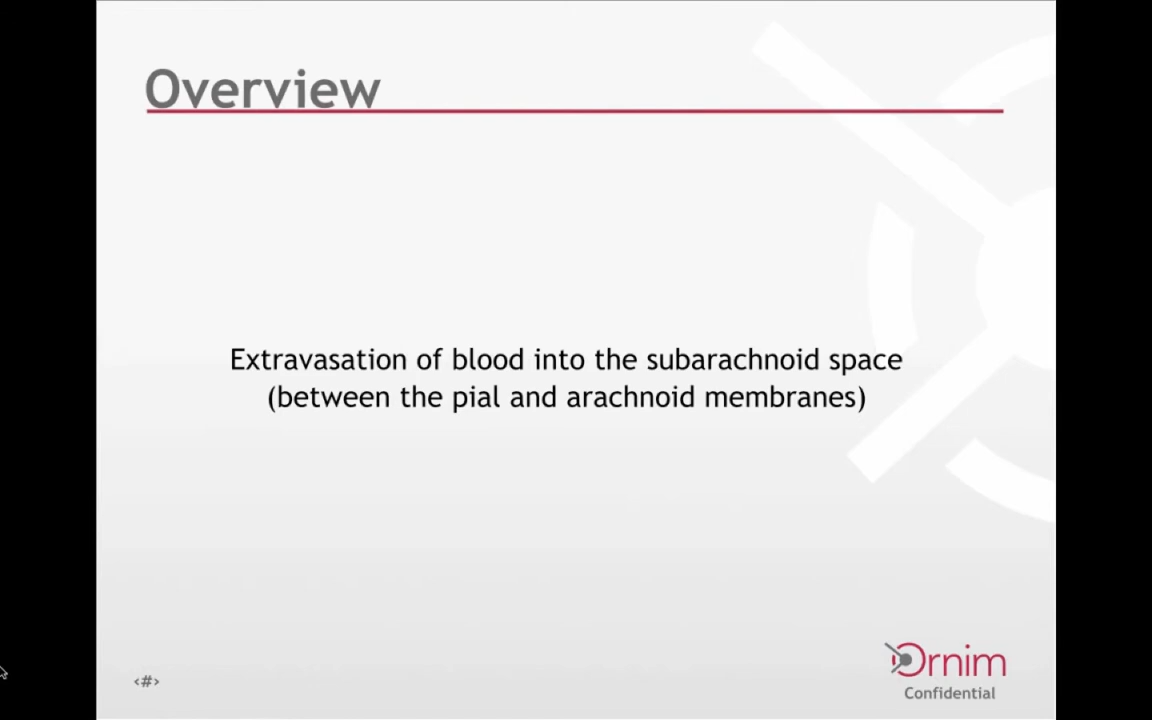 Overview
Extravasation of blood into the subarachnoid space
(between the pial and arachnoid membranes)
Ornim
Confidential
‹#›